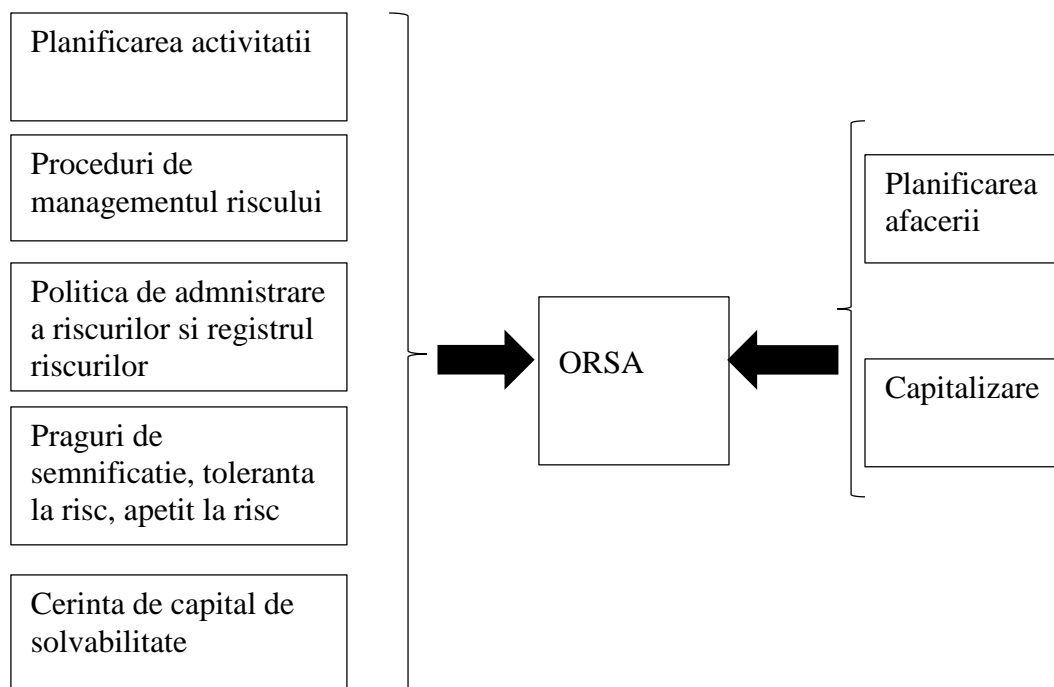 Planificarea activitatii
Proceduri de
managementul riscului
Politica de admnistrare
a riscurilor si registrul
riscurilor
Praguri de
semnificatie, toleranta
la risc, apetit la risc
Cerinta de capital de
solvabilitate
ORSA
Planificarea
afacerii
Capitalizare